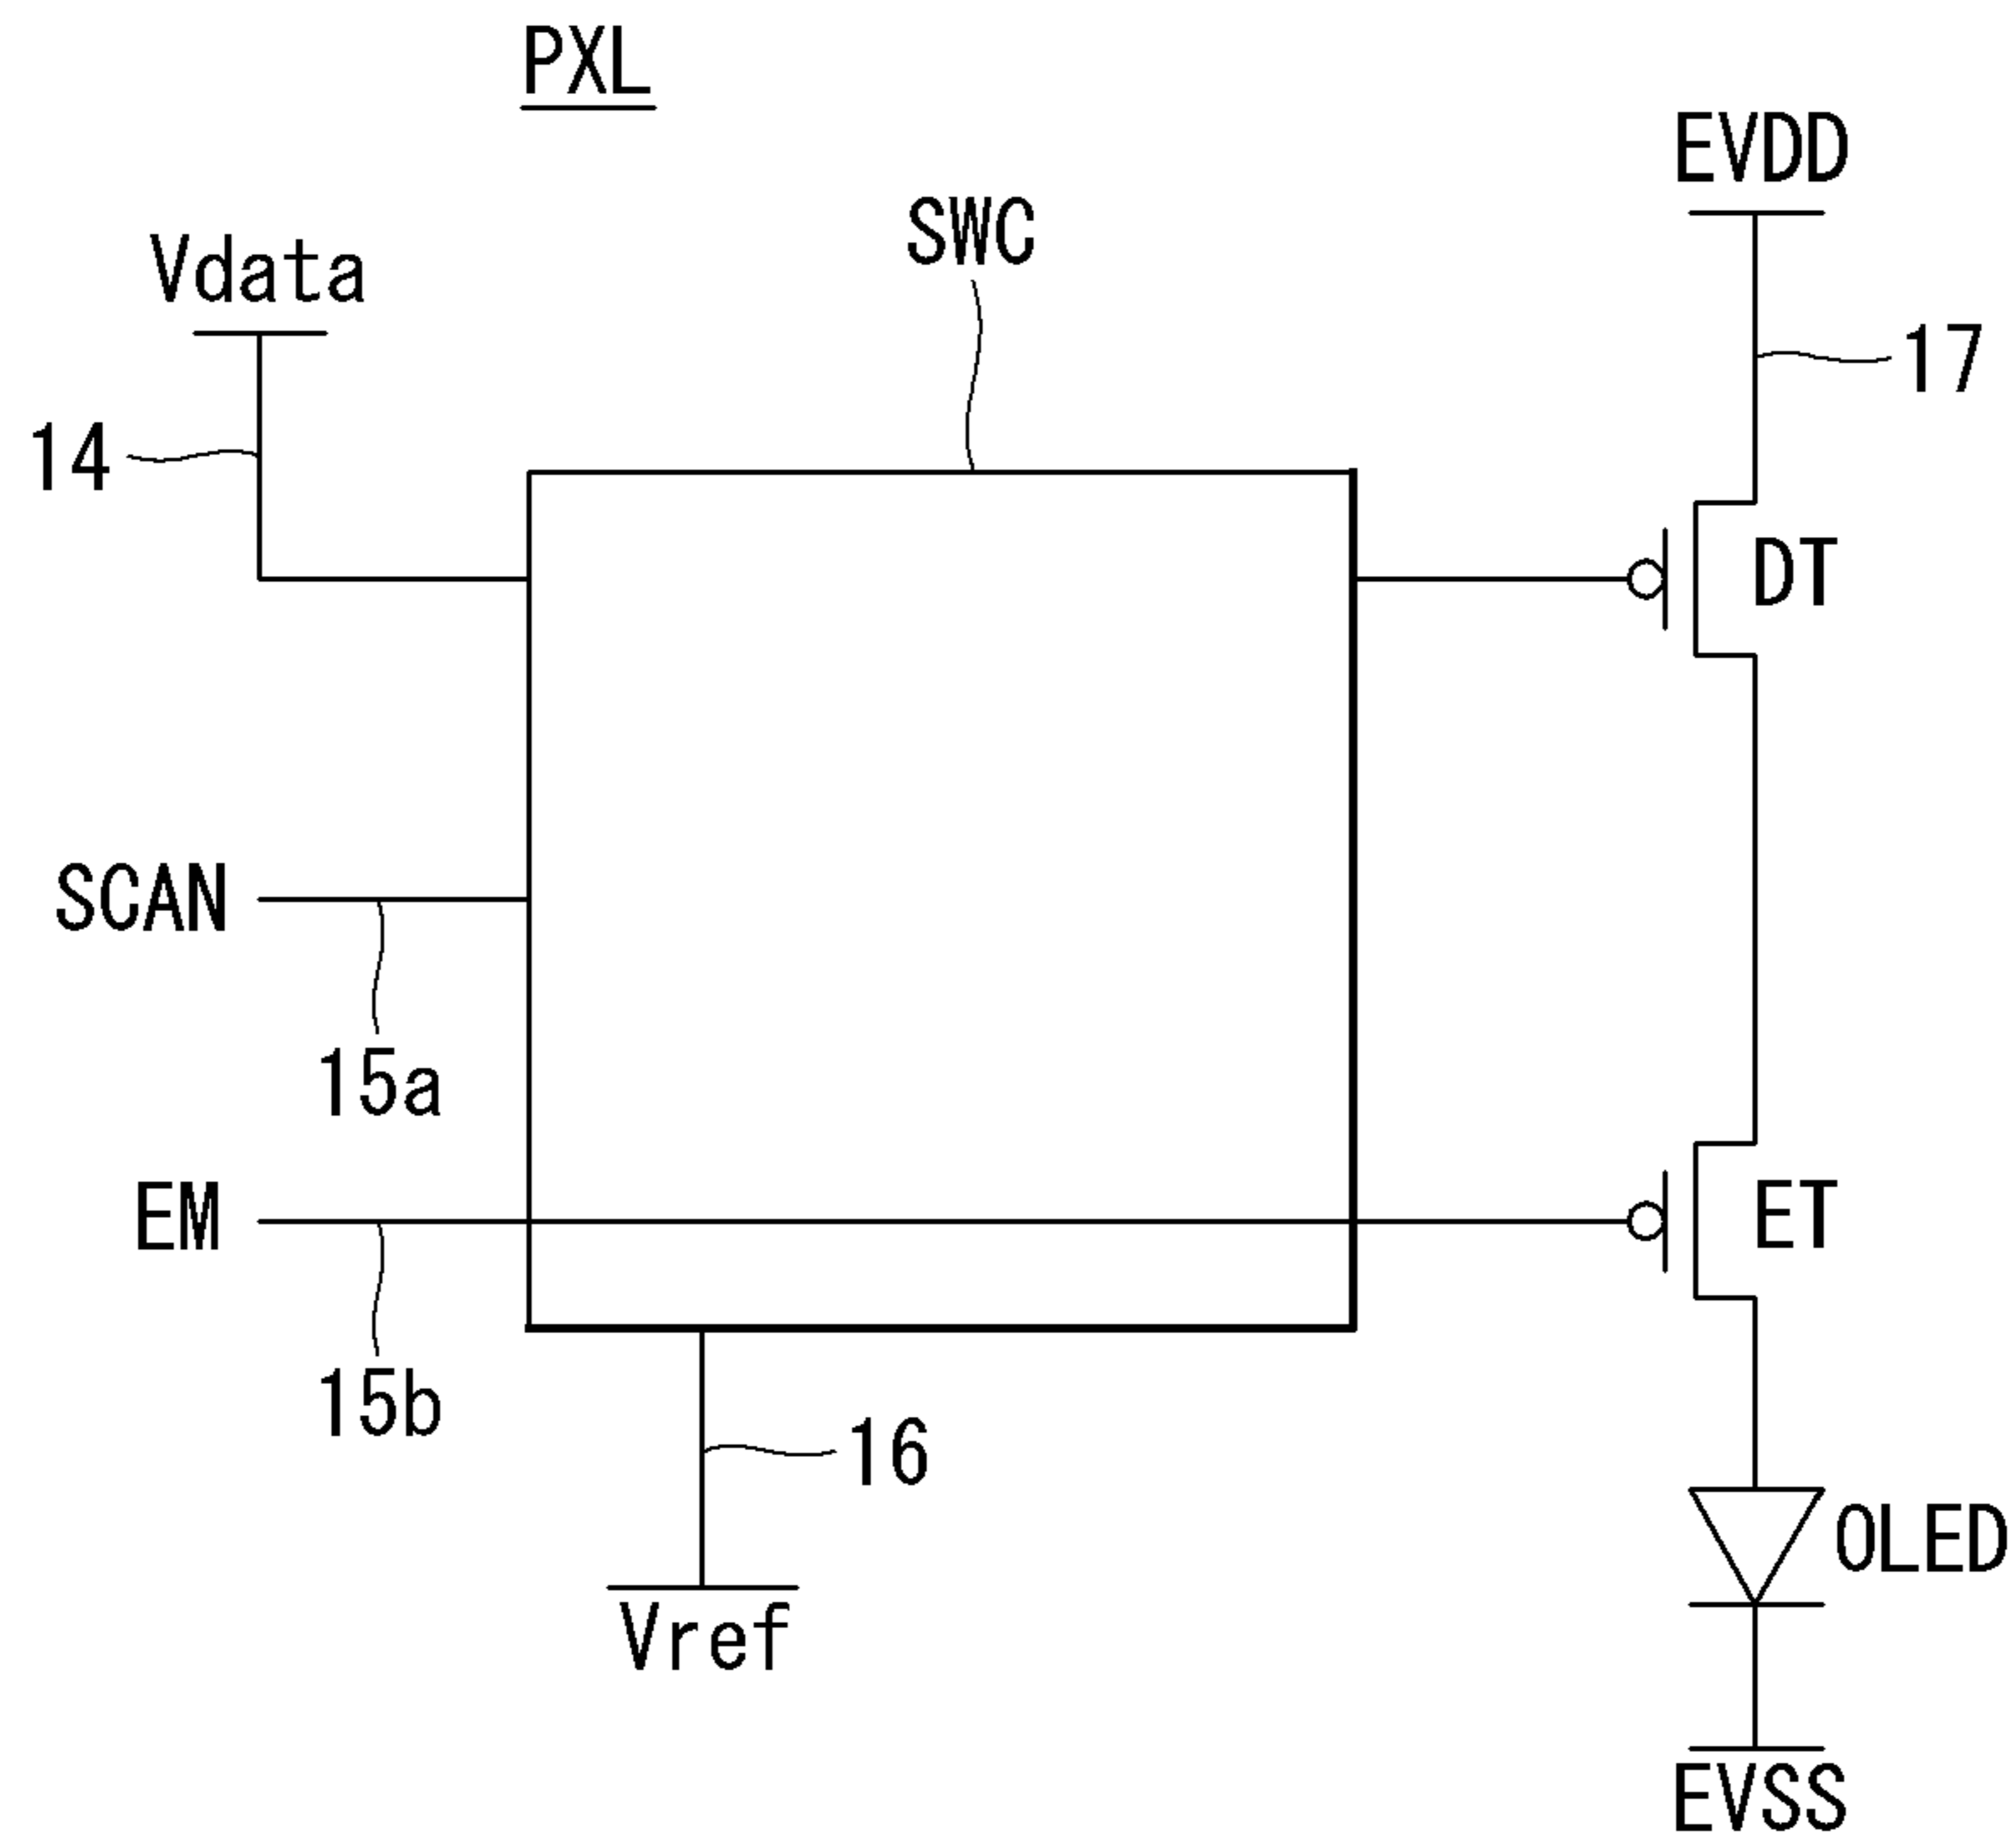 PXL
EVDD
SWC
Vdata
17
14
DT
SCAN
15a
EM
ET
15b
16
OLED
Vref
EVSS